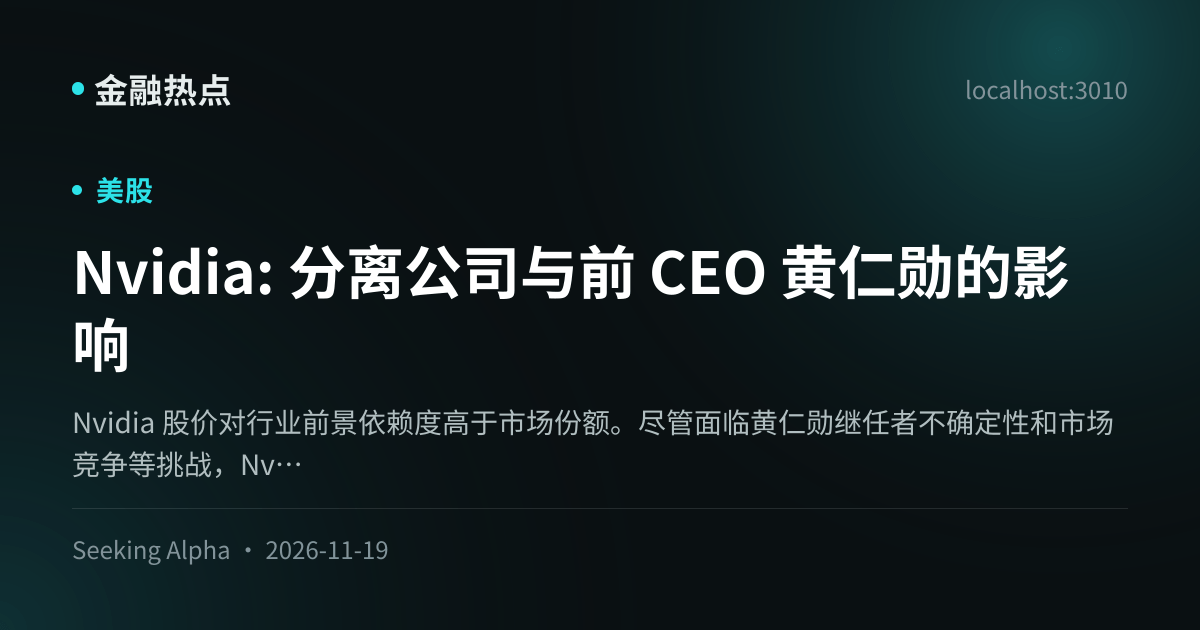 金融热点
localhost:3010
美股
Nvidia: 分离公司与前 CEO 黄仁勋的影
响
Nvidia 股价对行业前景依赖度高于市场份额。尽管面临黄仁勋继任者不确定性和市场
竞争等挑战，Nv…
Seeking Alpha · 2026-11-19